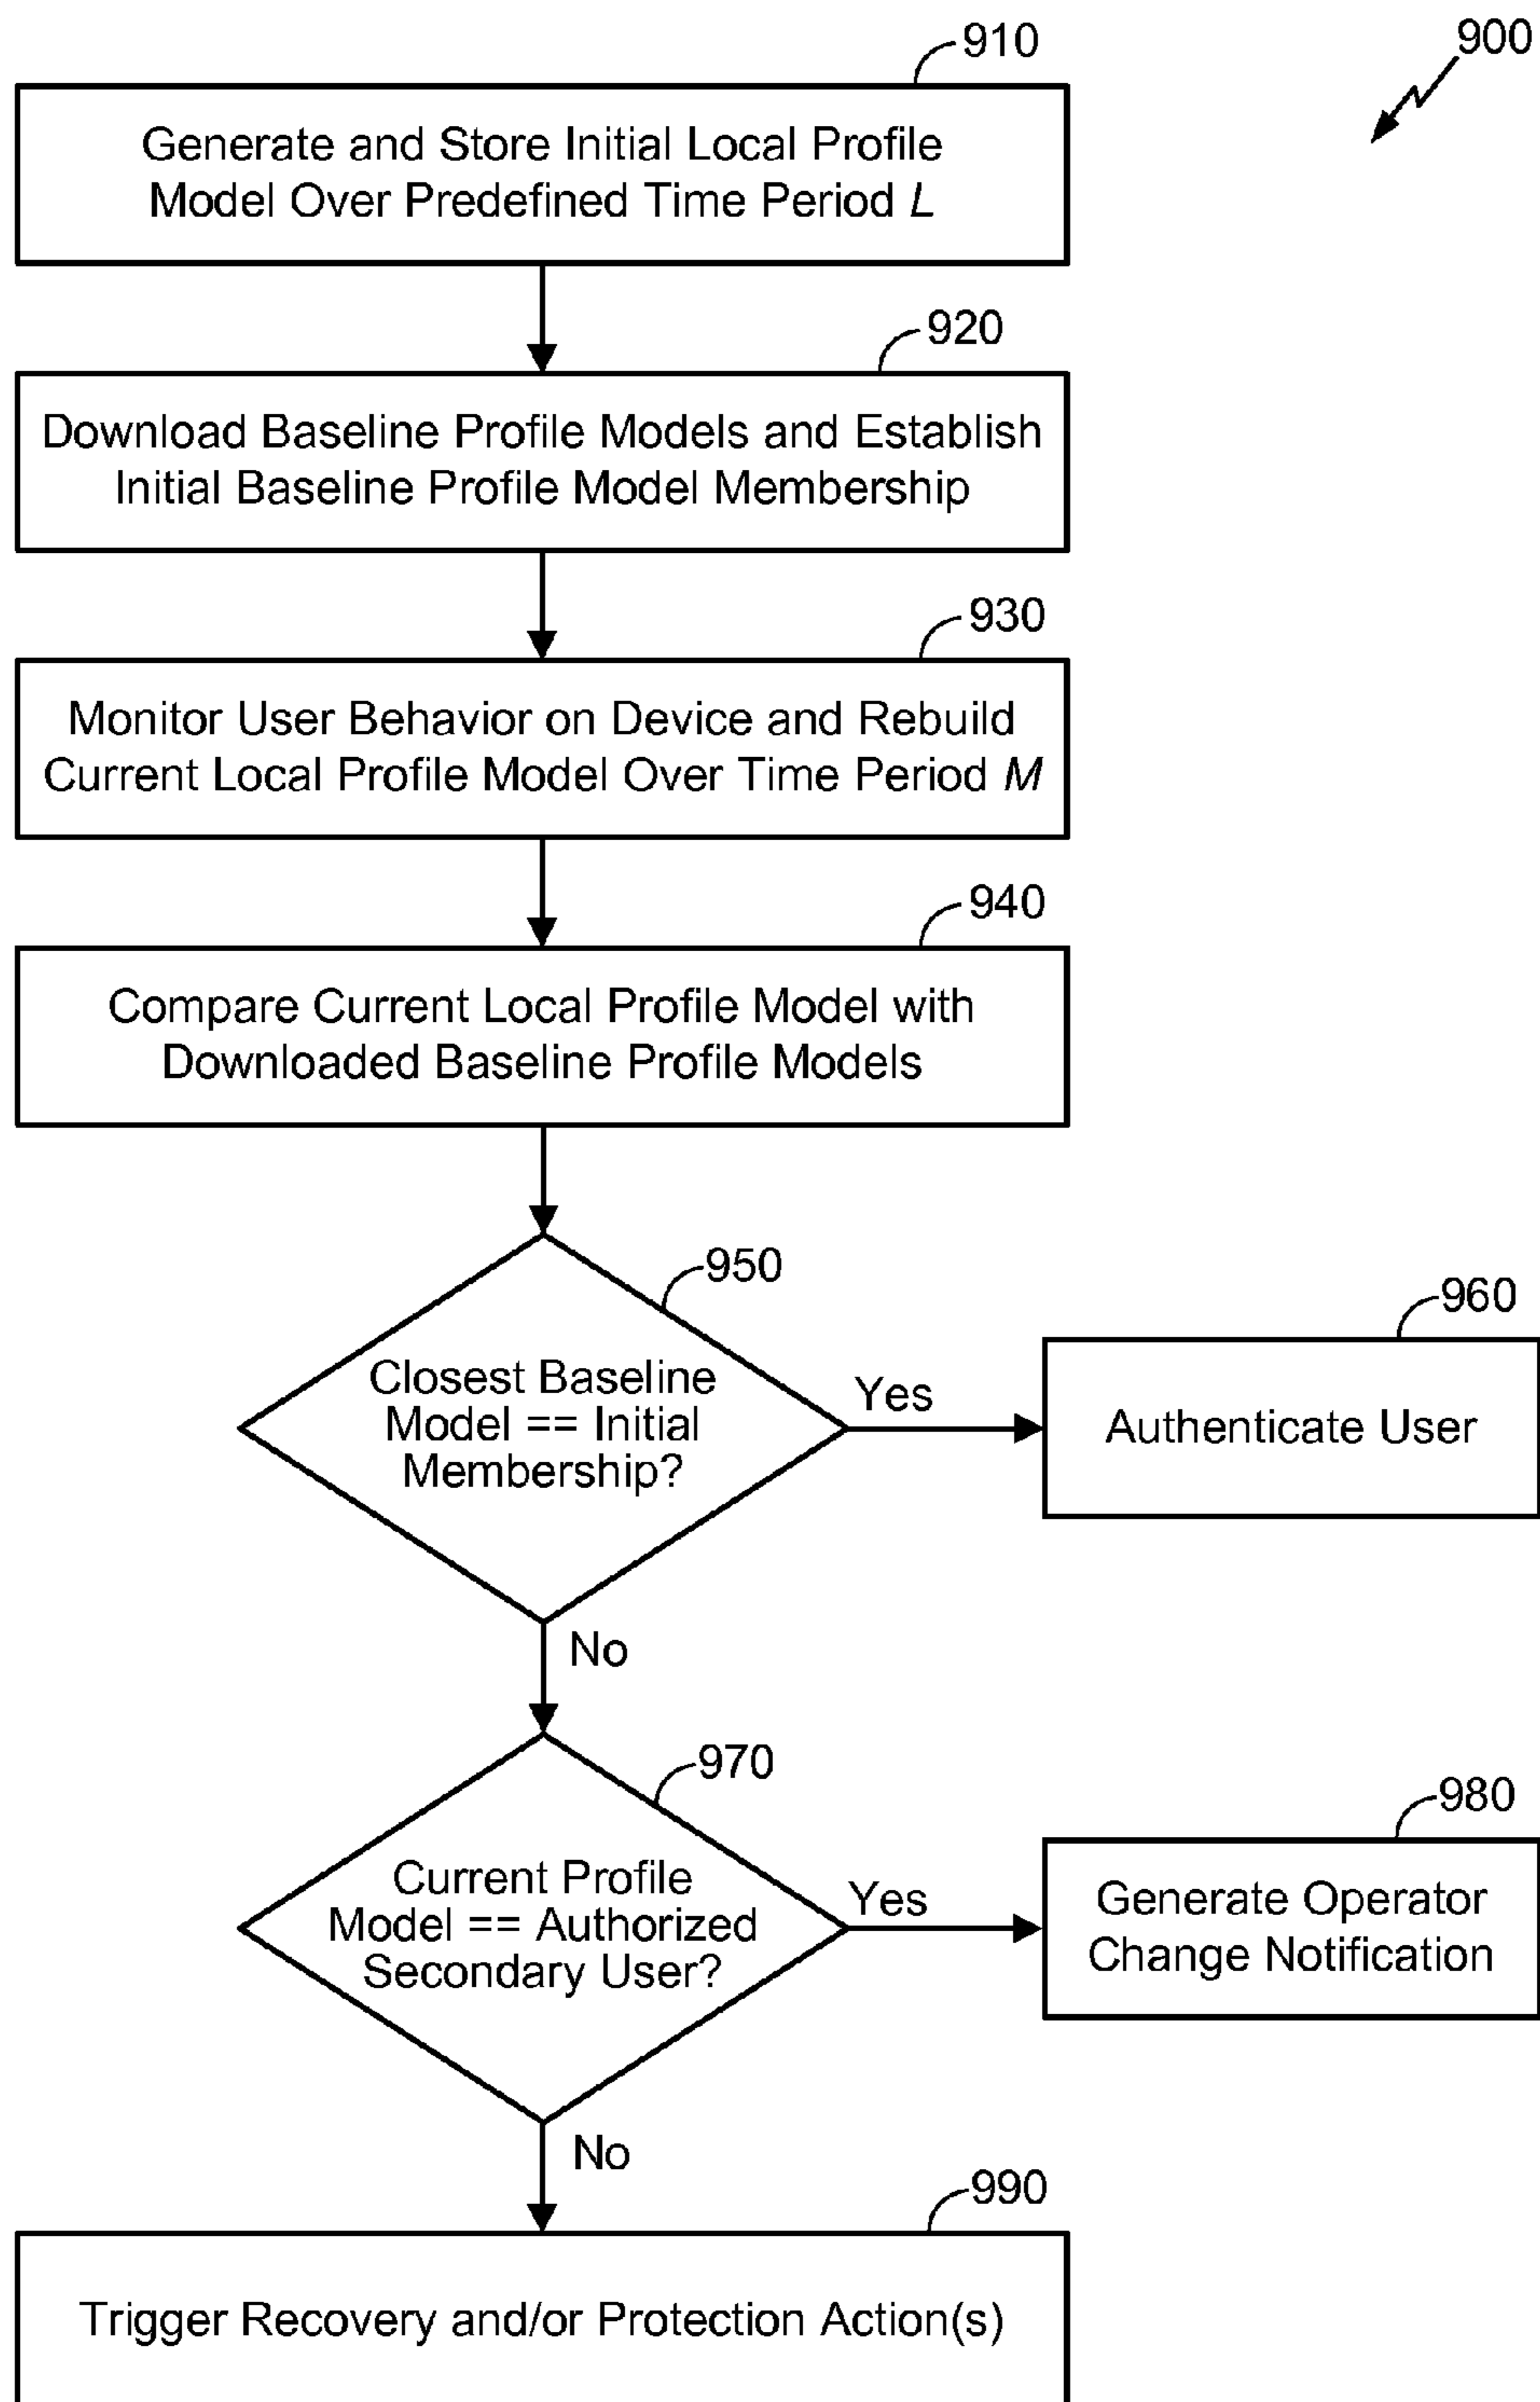 900
910
Generate and Store Initial Local Profile
Model Over Predefined Time Period L
920
Download Baseline Profile Models and Establish
Initial Baseline Profile Model Membership
930
Monitor User Behavior on Device and Rebuild
Current Local Profile Model Over Time Period M
940
Compare Current Local Profile Model with
Downloaded Baseline Profile Models
950
Closest Baseline
Model == Initial
Membership?
Yes
960
Authenticate User
No
970
Current Profile
Model == Authorized
Secondary User?
Yes
980
Generate Operator
Change Notification
No
990
Trigger Recovery and/or Protection Action(s)